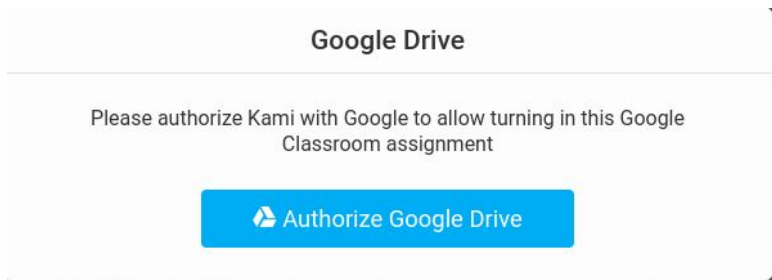 Google Drive
Please authorize Kami with Google to allow turning in this Google
Classroom assignment
Authorize Google Drive